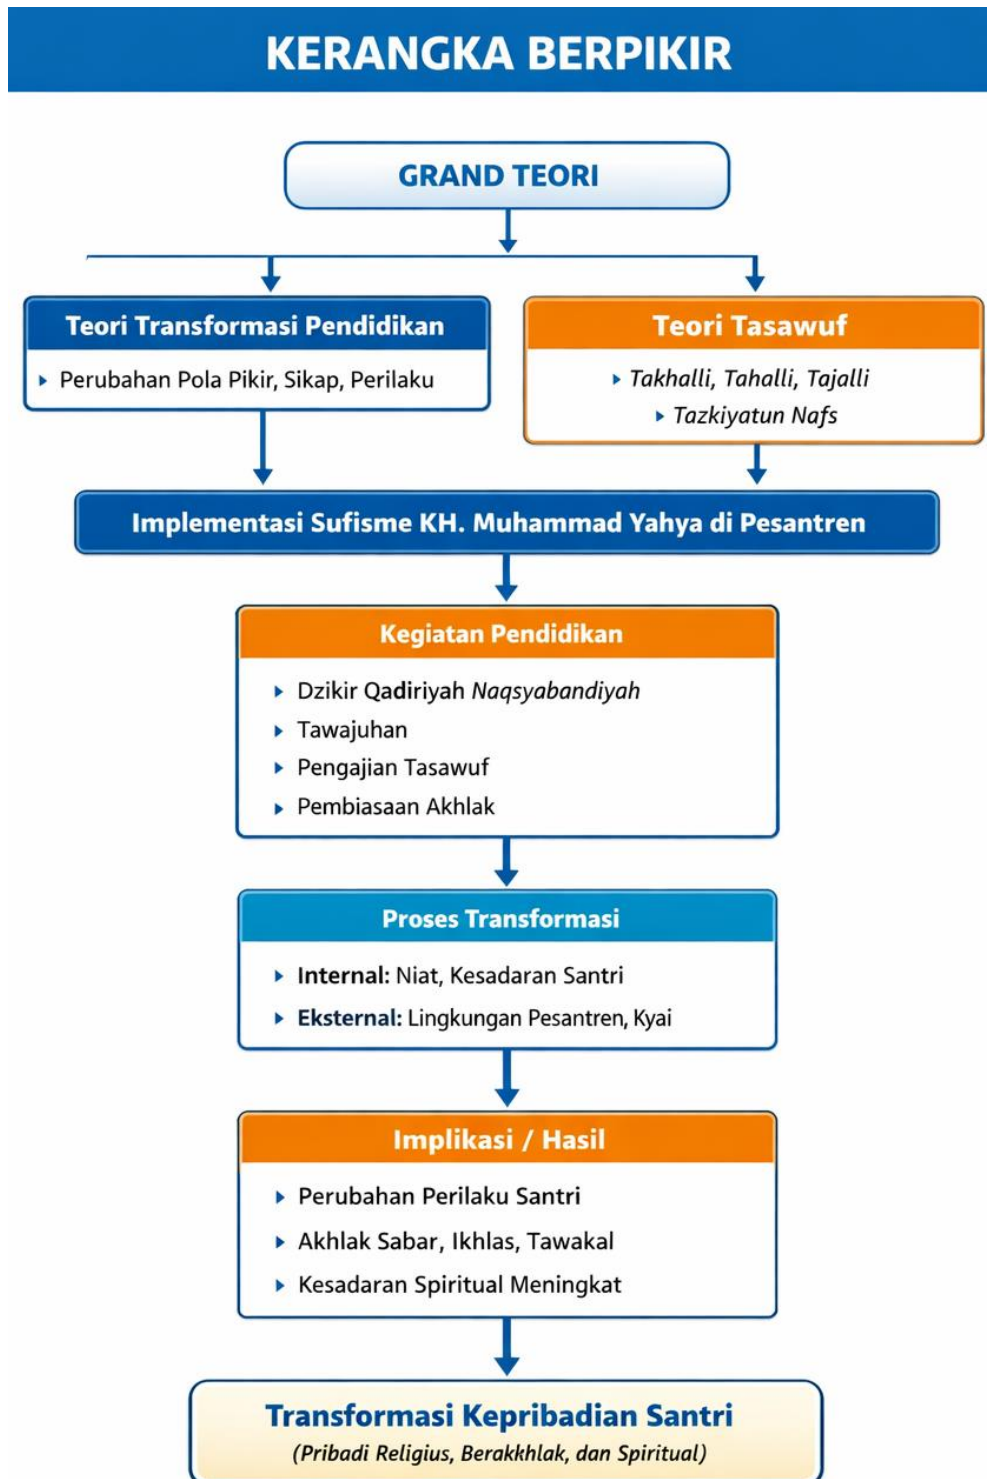 KERANGKA BERPIKIR
GRAND TEORI
Teori Transformasi Pendidikan
Perubahan Pola Pikir, Sikap, Perilaku
Teori Tasawuf
Takhalli, Tahalli, Tajalli
Tazkiyatun Nafs
Implementasi Sufisme KH. Muhammad Yahya di Pesantren
Kegiatan Pendidikan
Dzikir Qadiriyah Naqsyabandiyah
Tawajuhan
Pengajian Tasawuf
Pembiasaan Akhlak
Proses Transformasi
Internal: Niat, Kesadaran Santri
Eksternal: Lingkungan Pesantren, Kyai
Implikasi / Hasil
Perubahan Perilaku Santri
Akhlak Sabar, Ikhlas, Tawakal
Kesadaran Spiritual Meningkat
Transformasi Kepribadian Santri
(Pribadi Religius, Berakkhlak, dan Spiritual)